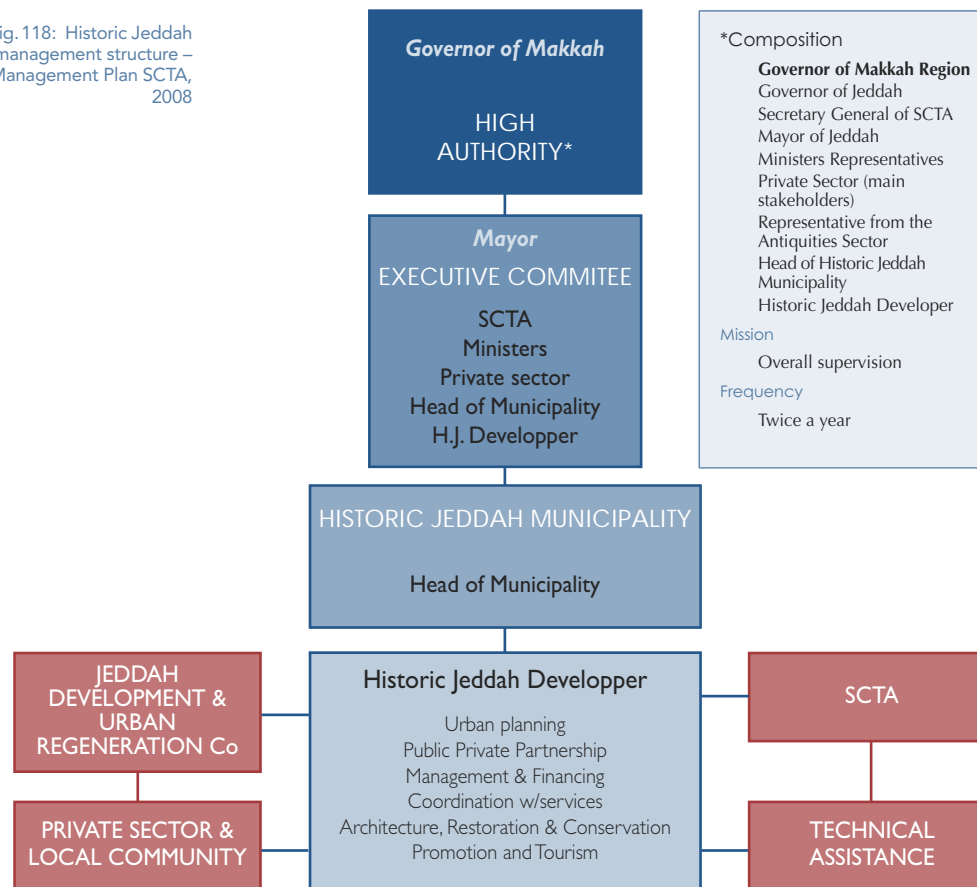 ig. 118: Historic Jeddah
management structure –
Management Plan SCTA,
2008
Governor of Makkah
HIGH
AUTHORITY*
Mayor
EXECUTIVE COMMITEE
SCTA
Ministers
Private sector
Head of Municipality
H.J. Developper
HISTORIC JEDDAH MUNICIPALITY
Head of Municipality
Historic Jeddah Developper
Urban planning
Public Private Partnership
Management & Financing
Coordination w/services
Architecture, Restoration & Conservation
Promotion and Tourism
JEDDAH
DEVELOPMENT &
URBAN
REGENERATION Co
PRIVATE SECTOR &
LOCAL COMMUNITY
SCTA
TECHNICAL
ASSISTANCE
*Composition
Governor of Makkah Region
Governor of Jeddah
Secretary General of SCTA
Mayor of Jeddah
Ministers Representatives
Private Sector (main
stakeholders)
Representative from the
Antiquities Sector
Head of Historic Jeddah
Municipality
Historic Jeddah Developer
Mission
Overall supervision
Frequency
Twice a year